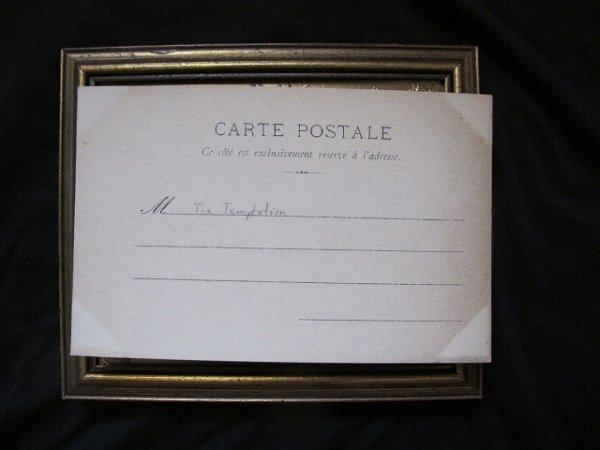 CARTE POSTALE
Ce côté est exclusivement réservé à l'adresse.
M The Temptation